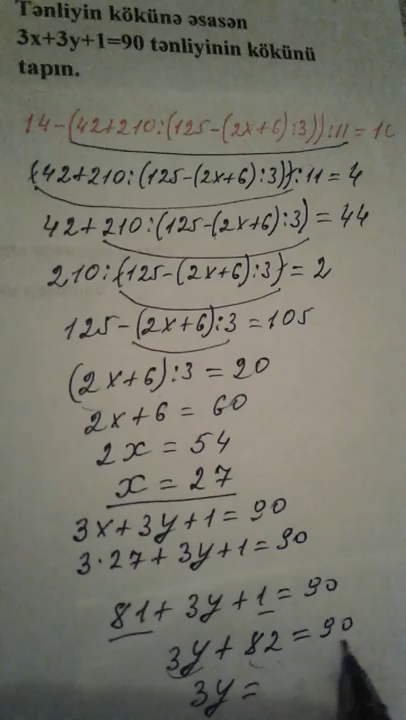 Tənliyin kökünə əsasən
3x+3y+1=90 tənliyinin kökünü
tapın.
14-(42+210:(125-(2x+6):3)):11=10
(42+210:(125-(2x+6):3)):11=4
42+210:(125-(2x+6):3)=44
210:(125-(2x+6):3)=2
125-(2x+6):3=105
(2x+6):3=20
2x+6=60
2x=54
x=27
3x+3y+1=90
3·27+3y+1=90
81+3y+1=90
3y+82=90
3y=